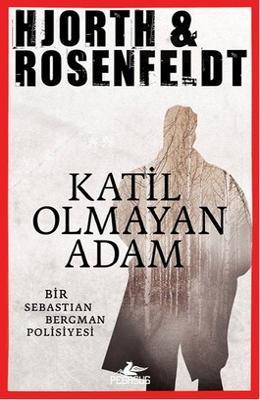 HJORTH &
ROSENFELDT
KATİL
OLMAYAN
ADAM
BİR
SEBASTIAN
BERGMAN
POLİSİYESİ
PEGASUS